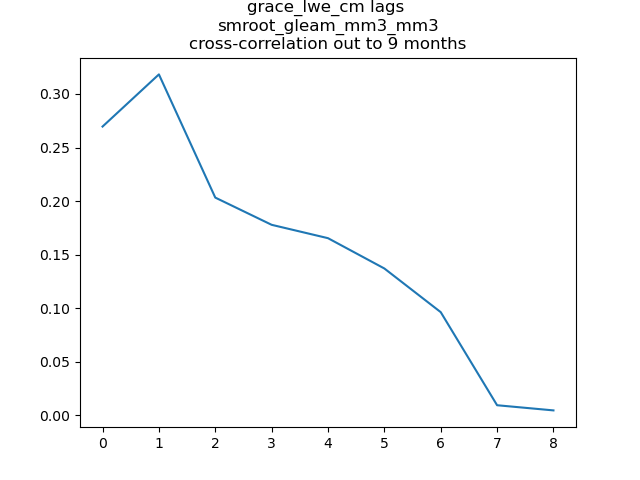 grace_lwe_cm lags
smroot_gleam_mm3_mm3
cross-correlation out to 9 months
0.30
0.25
0.20
0.15
0.10
0.05
0.00
0 1 2 3 4 5 6 7 8